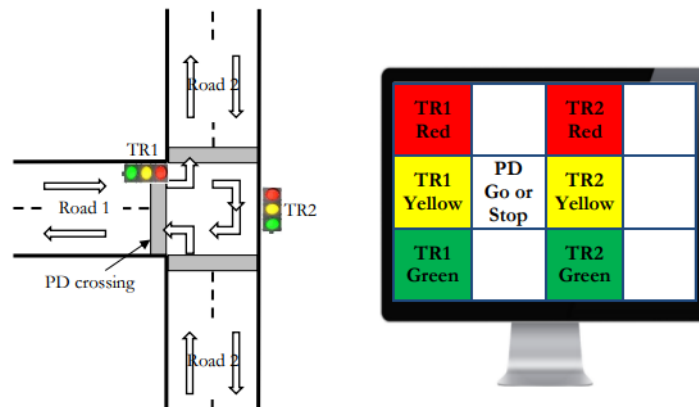 Road 2
TR1
Road 1
TR2
PD crossing
Road 2
TR1
Red
TR2
Red
TR1
Yellow
PD
Go or
Stop
TR2
Yellow
TR1
Green
TR2
Green